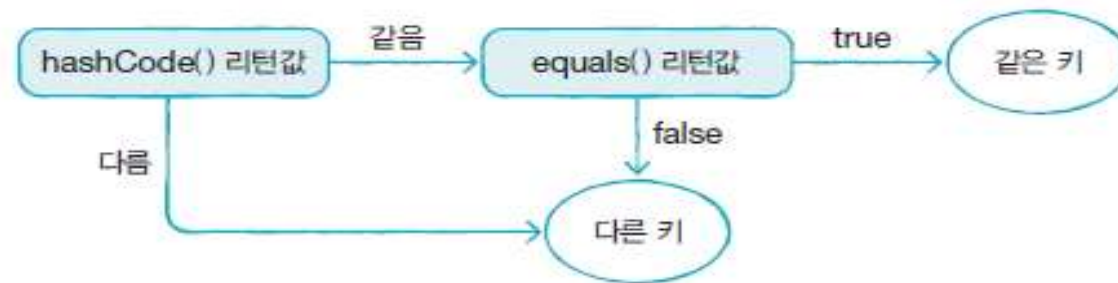 hashCode() 리턴값
같음
equals() 리턴값
true
같은 키
다름
false
다른 키